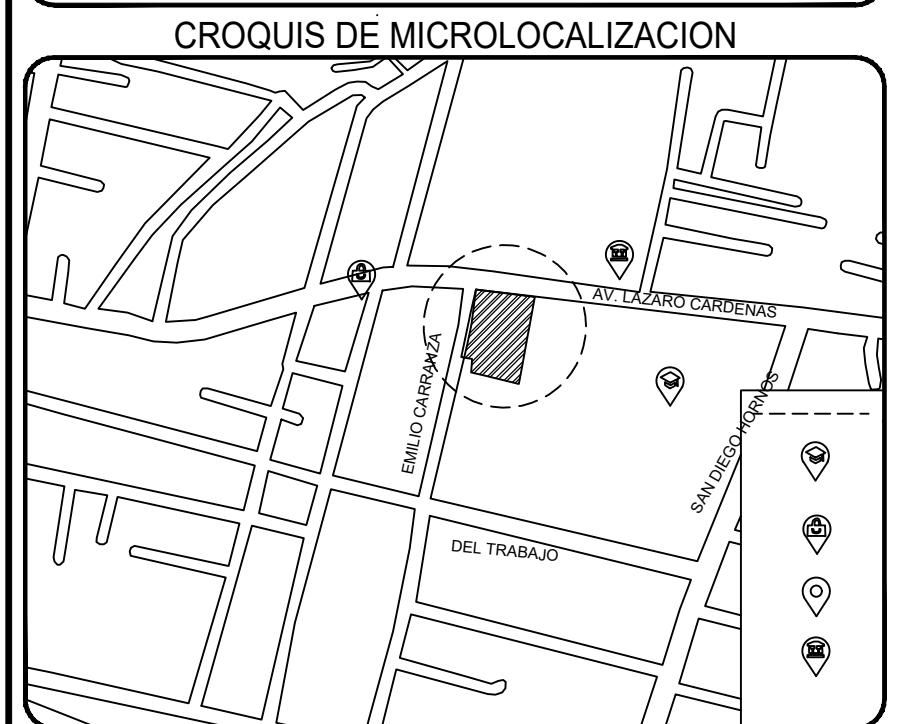 CROQUIS DE MICROLOCALIZACION
AV. LAZARO CARDENAS
EMILIO CARRANZA
SAN DIEGO HORNOS
DEL TRABAJO